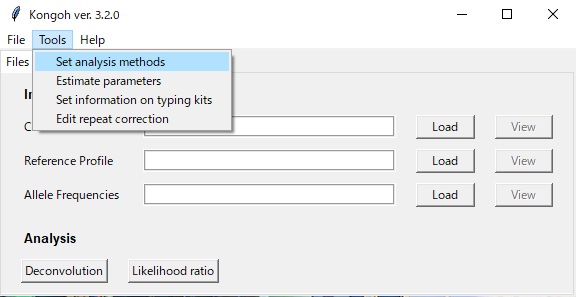 Kongoh ver. 3.2.0
File Tools Help
Files
Set analysis methods
Estimate parameters
Set information on typing kits
Edit repeat correction
Load View
Reference Profile Load View
Allele Frequencies Load View
Analysis
Deconvolution Likelihood ratio